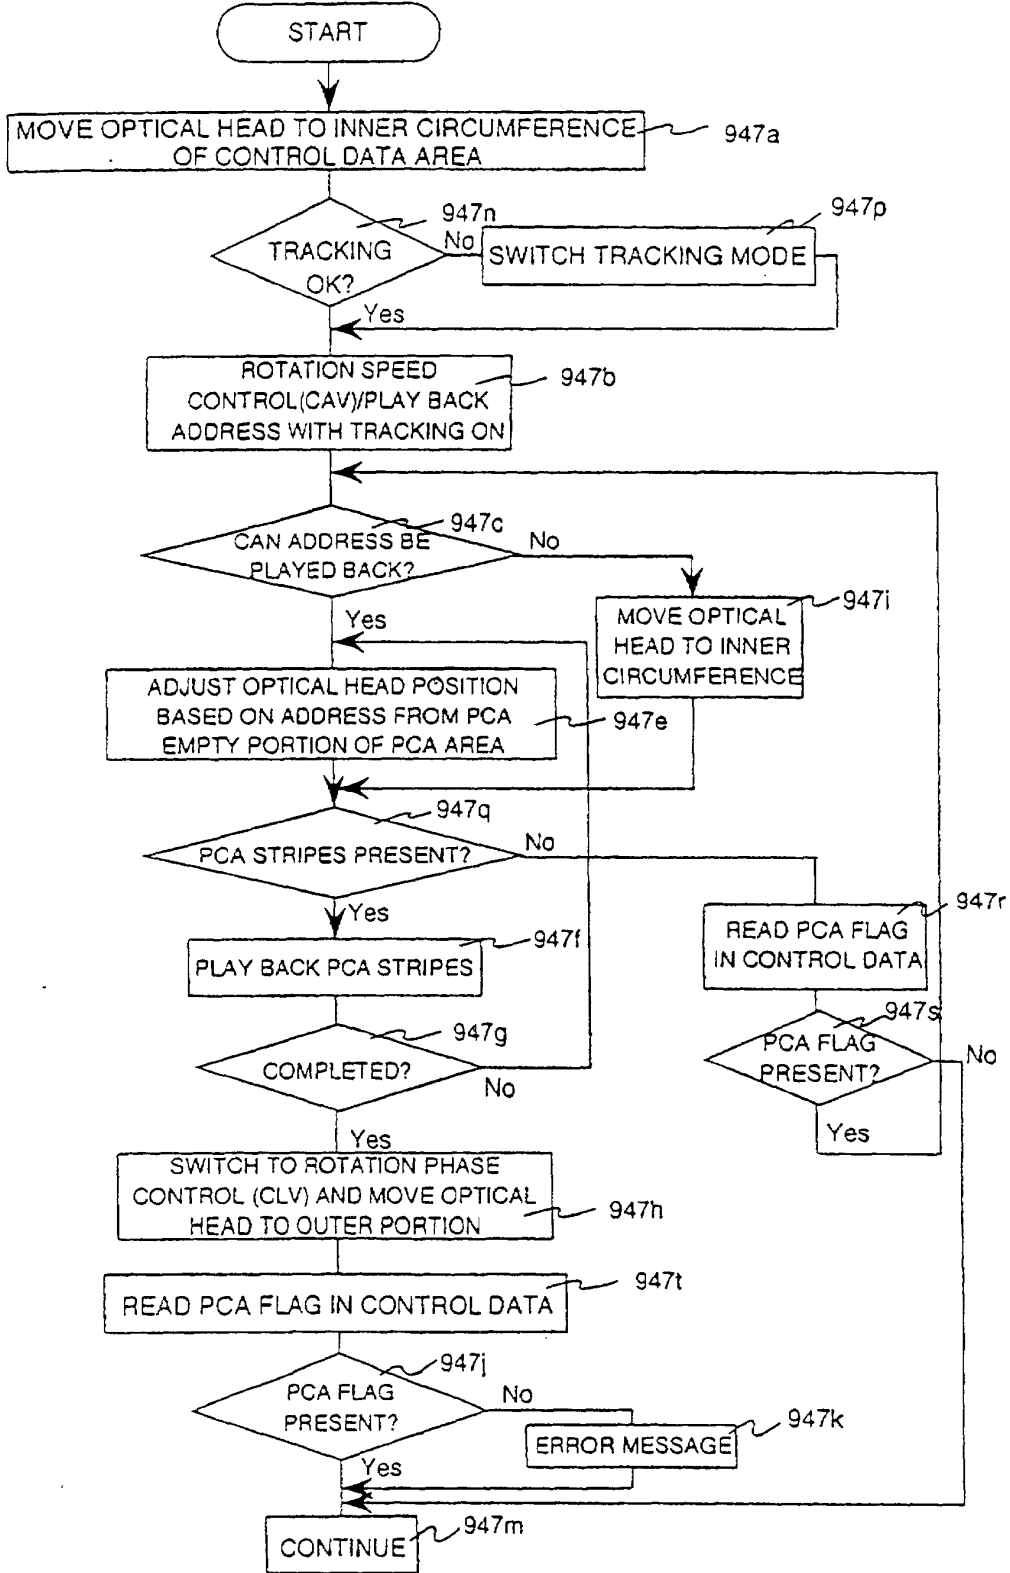 START
MOVE OPTICAL HEAD TO INNER CIRCUMFERENCE
OF CONTROL DATA AREA
947a
947n
947p
TRACKING
OK?
No
SWITCH TRACKING MODE
Yes
ROTATION SPEED
CONTROL(CAV)/PLAY BACK
ADDRESS WITH TRACKING ON
947b
947c
CAN ADDRESS BE
PLAYED BACK?
No
Yes
947i
MOVE OPTICAL
HEAD TO INNER
CIRCUMFERENCE
ADJUST OPTICAL HEAD POSITION
BASED ON ADDRESS FROM PCA
EMPTY PORTION OF PCA AREA
947e
947q
PCA STRIPES PRESENT?
No
Yes
947r
READ PCA FLAG
IN CONTROL DATA
947f
PLAY BACK PCA STRIPES
947s
PCA FLAG
PRESENT?
No
Yes
947g
COMPLETED?
No
Yes
SWITCH TO ROTATION PHASE
CONTROL (CLV) AND MOVE OPTICAL
HEAD TO OUTER PORTION
947h
947t
READ PCA FLAG IN CONTROL DATA
947j
PCA FLAG
PRESENT?
No
947k
ERROR MESSAGE
Yes
947m
CONTINUE